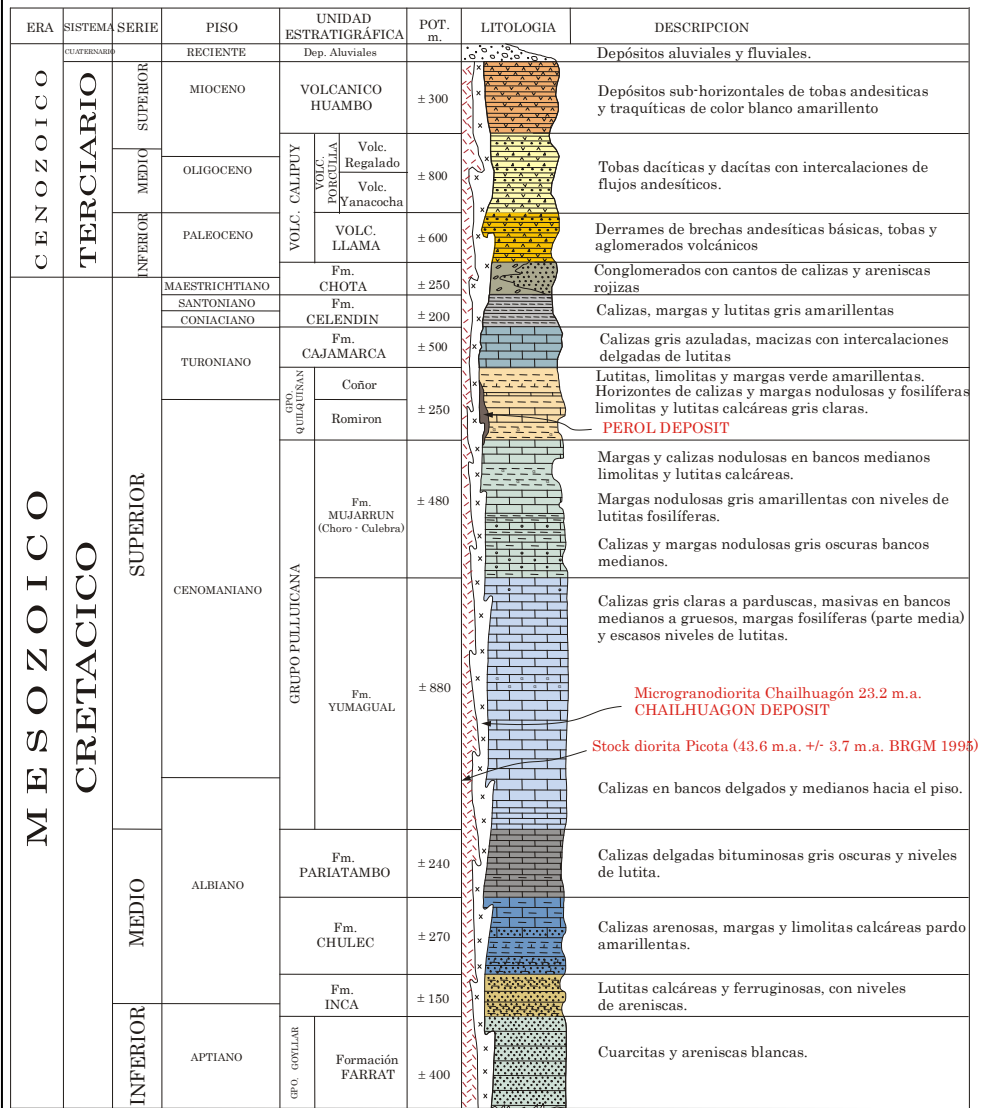 ERA SISTEMA SERIE PISO UNIDAD ESTRATIGRÁFICA POT. m. LITOLOGIA DESCRIPCION
CENOZOICO
MESOZOICO
CUATERNARIO
TERCIARIO
CRETACICO
SUPERIOR
MEDIO
INFERIOR
SUPERIOR
MEDIO
INFERIOR
RECIENTE
MIOCENO
OLIGOCENO
PALEOCENO
MAESTRICHTIANO
SANTONIANO
CONIACIANO
TURONIANO
CENOMANIANO
ALBIANO
APTIANO
Dep. Aluviales
VOLCANICO
HUAMBO
VOLC. CALIPUY
VOLC.
PORCULLA
Volc.
Regalado
Volc.
Yanacocha
VOLC.
LLAMA
Fm.
CHOTA
Fm.
CELENDIN
Fm.
CAJAMARCA
GPO.
QUILQUIÑAN
Coñor
Romiron
GRUPO PULLUICANA
Fm.
MUJARRUN
(Choro - Culebra)
Fm.
YUMAGUAL
Fm.
PARIATAMBO
Fm.
CHULEC
Fm.
INCA
GPO. GOYLLAR
Formación
FARRAT
± 300
± 800
± 600
± 250
± 200
± 500
± 250
± 480
± 880
± 240
± 270
± 150
± 400
Depósitos aluviales y fluviales.
Depósitos sub-horizontales de tobas andesiticas
y traquíticas de color blanco amarillento
Tobas dacíticas y dacítas con intercalaciones de
flujos andesíticos.
Derrames de brechas andesíticas básicas, tobas y
aglomerados volcánicos
Conglomerados con cantos de calizas y areniscas
rojizas
Calizas, margas y lutitas gris amarillentas
Calizas gris azuladas, macizas con intercalaciones
delgadas de lutitas
Lutitas, limolitas y margas verde amarillentas.
Horizontes de calizas y margas nodulosas y fosilíferas
limolitas y lutitas calcáreas gris claras.
PEROL DEPOSIT
Margas y calizas nodulosas en bancos medianos
limolitas y lutitas calcáreas.
Margas nodulosas gris amarillentas con niveles de
lutitas fosilíferas.
Calizas y margas nodulosas gris oscuras bancos
medianos.
Calizas gris claras a parduscas, masivas en bancos
medianos a gruesos, margas fosilíferas (parte media)
y escasos niveles de lutitas.
Microgranodiorita Chailhuagón 23.2 m.a.
CHAILHUAGON DEPOSIT
Stock diorita Picota (43.6 m.a. +/- 3.7 m.a. BRGM 1995)
Calizas en bancos delgados y medianos hacia el piso.
Calizas delgadas bituminosas gris oscuras y niveles
de lutita.
Calizas arenosas, margas y limolitas calcáreas pardo
amarillentas.
Lutitas calcáreas y ferruginosas, con niveles
de areniscas.
Cuarcitas y areniscas blancas.